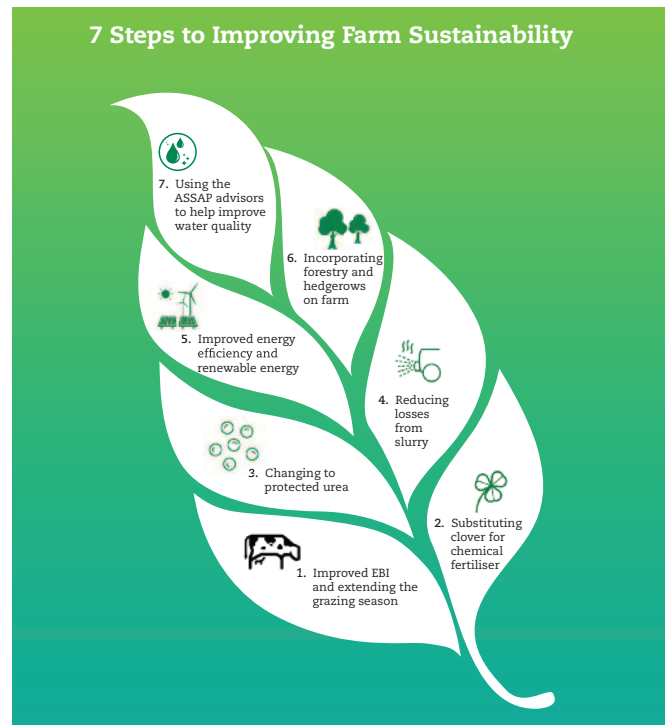 7 Steps to Improving Farm Sustainability
7. Using the
ASSAP advisors
to help improve
water quality
6. Incorporating
forestry and
hedgerows
on farm
5. Improved energy
efficiency and
renewable energy
4. Reducing
losses
from
slurry
3. Changing to
protected urea
2. Substituting
clover for
chemical
fertiliser
1. Improved EBI
and extending the
grazing season